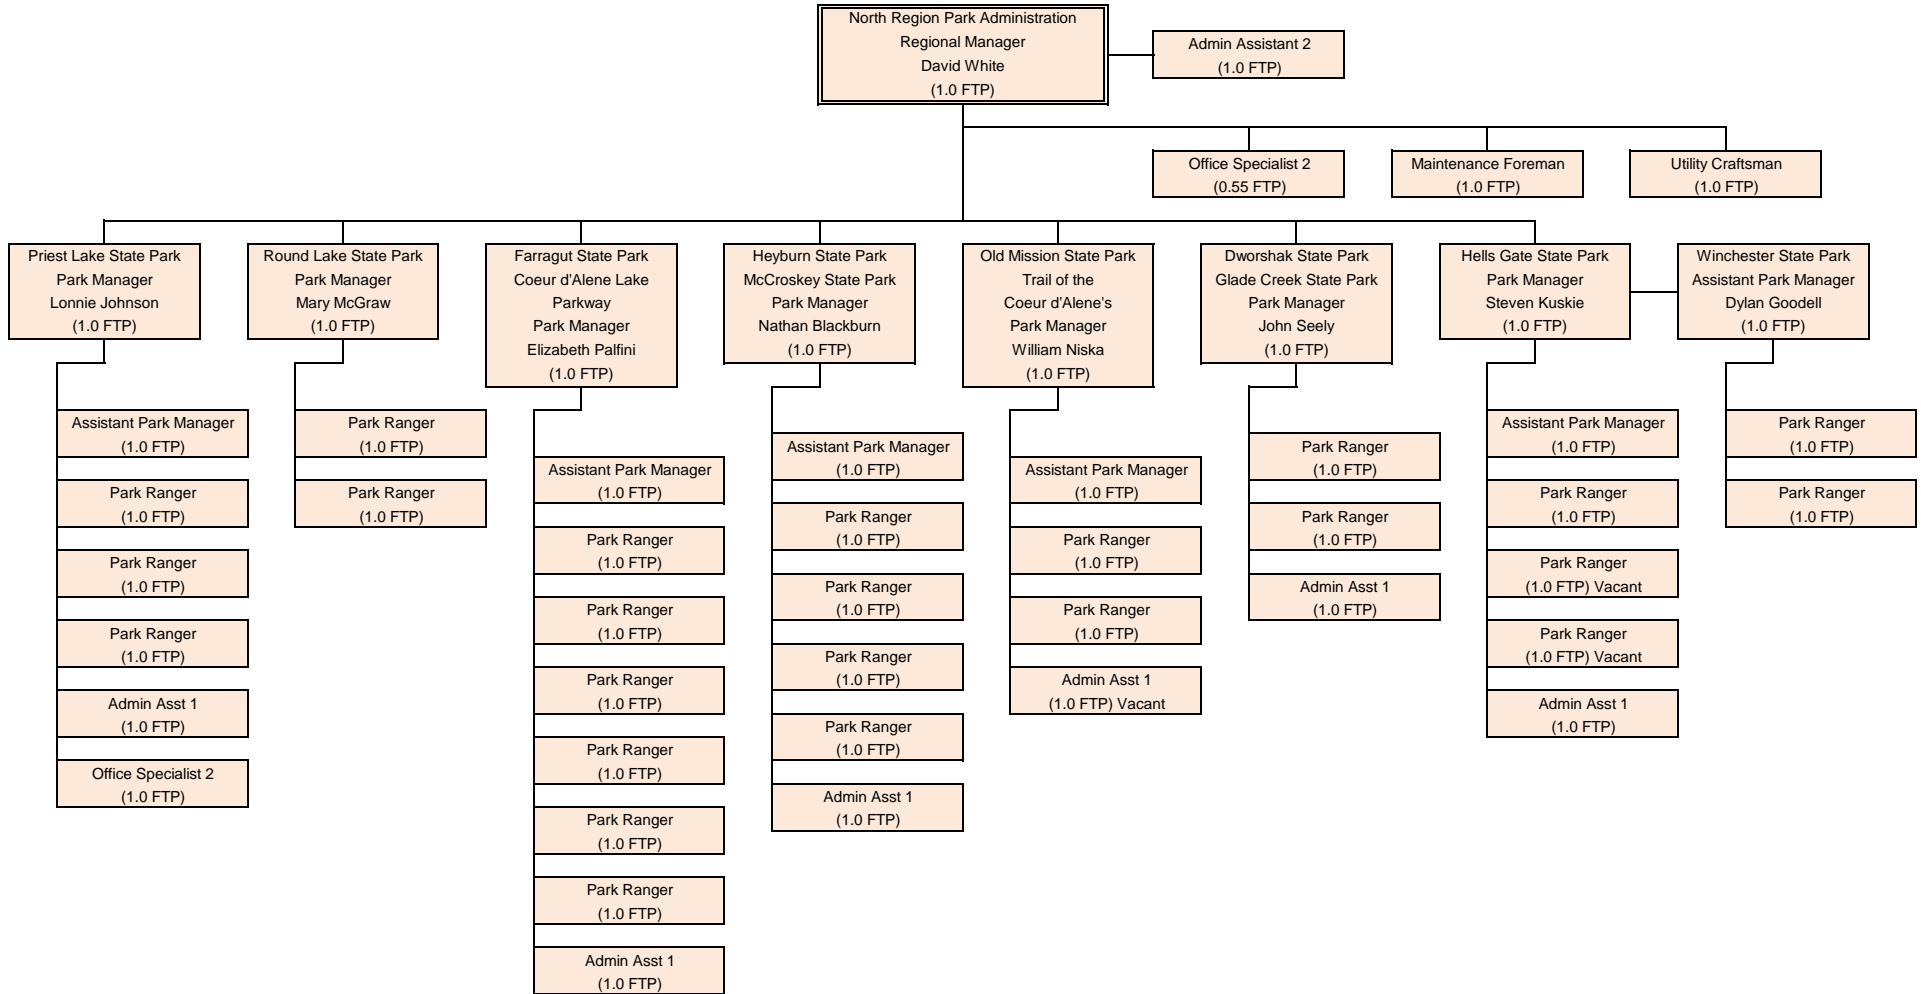 North Region Park Administration
Regional Manager
David White
(1.0 FTP)
Admin Assistant 2
(1.0 FTP)
Office Specialist 2
(0.55 FTP)
Maintenance Foreman
(1.0 FTP)
Utility Craftsman
(1.0 FTP)
Priest Lake State Park
Park Manager
Lonnie Johnson
(1.0 FTP)
Round Lake State Park
Park Manager
Mary McGraw
(1.0 FTP)
Farragut State Park
Coeur d'Alene Lake
Parkway
Park Manager
Elizabeth Palfini
(1.0 FTP)
Heyburn State Park
McCroskey State Park
Park Manager
Nathan Blackburn
(1.0 FTP)
Old Mission State Park
Trail of the
Coeur d'Alene's
Park Manager
William Niska
(1.0 FTP)
Dworshak State Park
Glade Creek State Park
Park Manager
John Seely
(1.0 FTP)
Hells Gate State Park
Park Manager
Steven Kuskie
(1.0 FTP)
Winchester State Park
Assistant Park Manager
Dylan Goodell
(1.0 FTP)
Assistant Park Manager
(1.0 FTP)
Park Ranger
(1.0 FTP)
Park Ranger
(1.0 FTP)
Park Ranger
(1.0 FTP)
Admin Asst 1
(1.0 FTP)
Office Specialist 2
(1.0 FTP)
Park Ranger
(1.0 FTP)
Park Ranger
(1.0 FTP)
Assistant Park Manager
(1.0 FTP)
Park Ranger
(1.0 FTP)
Park Ranger
(1.0 FTP)
Park Ranger
(1.0 FTP)
Park Ranger
(1.0 FTP)
Park Ranger
(1.0 FTP)
Park Ranger
(1.0 FTP)
Admin Asst 1
(1.0 FTP)
Assistant Park Manager
(1.0 FTP)
Park Ranger
(1.0 FTP)
Park Ranger
(1.0 FTP)
Park Ranger
(1.0 FTP)
Park Ranger
(1.0 FTP)
Admin Asst 1
(1.0 FTP)
Assistant Park Manager
(1.0 FTP)
Park Ranger
(1.0 FTP)
Park Ranger
(1.0 FTP)
Admin Asst 1
(1.0 FTP) Vacant
Park Ranger
(1.0 FTP)
Park Ranger
(1.0 FTP)
Admin Asst 1
(1.0 FTP)
Assistant Park Manager
(1.0 FTP)
Park Ranger
(1.0 FTP)
Park Ranger
(1.0 FTP) Vacant
Park Ranger
(1.0 FTP) Vacant
Admin Asst 1
(1.0 FTP)
Park Ranger
(1.0 FTP)
Park Ranger
(1.0 FTP)